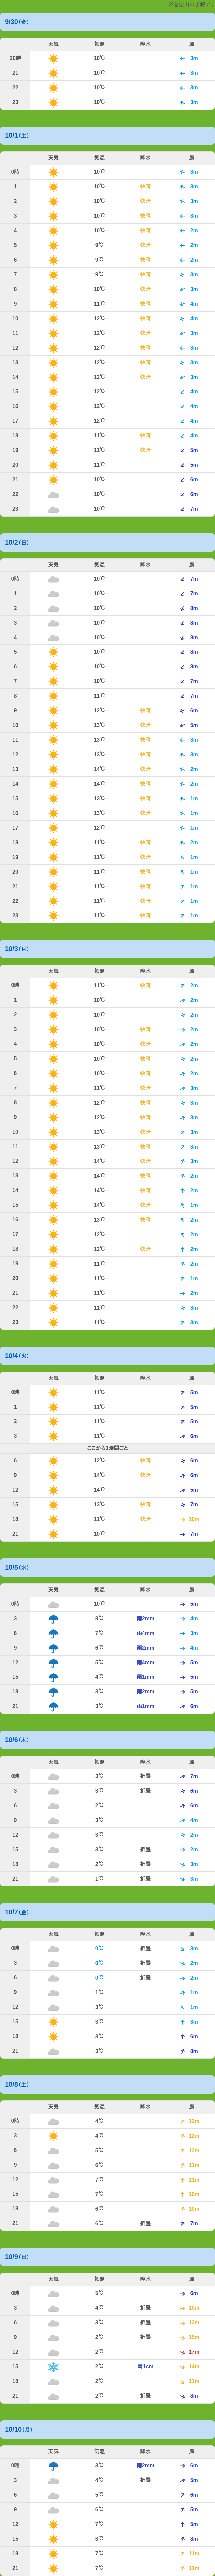 ※南横山の予報です
9/30(金)
天気 気温 降水 風
20時 10℃ 3m
21 10℃ 3m
22 10℃ 3m
23 10℃ 3m
10/1(土)
天気 気温 降水 風
0時 10℃ 3m
1 10℃ 快晴 3m
2 10℃ 快晴 3m
3 10℃ 快晴 3m
4 10℃ 快晴 2m
5 9℃ 快晴 2m
6 9℃ 快晴 2m
7 9℃ 快晴 3m
8 10℃ 快晴 3m
9 11℃ 快晴 4m
10 12℃ 快晴 4m
11 12℃ 快晴 3m
12 12℃ 快晴 3m
13 12℃ 快晴 3m
14 12℃ 快晴 3m
15 12℃ 4m
16 12℃ 4m
17 12℃ 4m
18 11℃ 快晴 4m
19 11℃ 快晴 5m
20 11℃ 5m
21 10℃ 6m
22 10℃ 6m
23 10℃ 7m
10/2(日)
天気 気温 降水 風
0時 10℃ 7m
1 10℃ 7m
2 10℃ 8m
3 10℃ 8m
4 10℃ 8m
5 10℃ 8m
6 10℃ 8m
7 10℃ 7m
8 11℃ 7m
9 12℃ 快晴 6m
10 13℃ 快晴 5m
11 13℃ 快晴 3m
12 13℃ 快晴 3m
13 14℃ 快晴 2m
14 14℃ 快晴 2m
15 13℃ 快晴 1m
16 13℃ 快晴 1m
17 12℃ 1m
18 11℃ 快晴 2m
19 11℃ 快晴 1m
20 11℃ 快晴 1m
21 11℃ 快晴 1m
22 11℃ 快晴 1m
23 11℃ 快晴 1m
10/3(月)
天気 気温 降水 風
0時 11℃ 快晴 2m
1 10℃ 2m
2 10℃ 2m
3 10℃ 快晴 2m
4 10℃ 快晴 2m
5 10℃ 快晴 2m
6 10℃ 快晴 2m
7 11℃ 快晴 3m
8 12℃ 快晴 3m
9 12℃ 快晴 3m
10 13℃ 快晴 3m
11 13℃ 快晴 3m
12 14℃ 快晴 3m
13 14℃ 快晴 2m
14 14℃ 快晴 2m
15 14℃ 快晴 1m
16 13℃ 快晴 2m
17 12℃ 2m
18 12℃ 快晴 2m
19 11℃ 2m
20 11℃ 1m
21 11℃ 2m
22 11℃ 3m
23 11℃ 3m
10/4(火)
天気 気温 降水 風
0時 11℃ 5m
1 11℃ 5m
2 11℃ 5m
3 11℃ 6m
ここから3時間ごと
6 12℃ 快晴 6m
9 14℃ 快晴 6m
12 14℃ 5m
15 13℃ 快晴 7m
18 11℃ 快晴 10m
21 10℃ 7m
10/5(水)
天気 気温 降水 風
0時 10℃ 5m
3 8℃ 雨2mm 4m
6 7℃ 雨4mm 3m
9 6℃ 雨2mm 4m
12 5℃ 雨4mm 5m
15 4℃ 雨1mm 5m
18 3℃ 雨2mm 5m
21 3℃ 雨1mm 6m
10/6(木)
天気 気温 降水 風
0時 3℃ 折曇 7m
3 3℃ 折曇 6m
6 2℃ 6m
9 3℃ 4m
12 3℃ 2m
15 3℃ 折曇 2m
18 2℃ 折曇 3m
21 1℃ 折曇 3m
10/7(金)
天気 気温 降水 風
0時 0℃ 折曇 3m
3 0℃ 折曇 2m
6 0℃ 折曇 2m
9 1℃ 1m
12 3℃ 1m
15 3℃ 3m
18 3℃ 6m
21 3℃ 8m
10/8(土)
天気 気温 降水 風
0時 4℃ 12m
3 4℃ 12m
6 5℃ 12m
9 6℃ 11m
12 7℃ 11m
15 7℃ 10m
18 6℃ 10m
21 6℃ 折曇 7m
10/9(日)
天気 気温 降水 風
0時 5℃ 6m
3 4℃ 折曇 10m
6 3℃ 折曇 13m
9 2℃ 折曇 15m
12 2℃ 17m
15 2℃ 雪1cm 14m
18 2℃ 11m
21 2℃ 折曇 8m
10/10(月)
天気 気温 降水 風
0時 3℃ 雨2mm 6m
3 4℃ 折曇 5m
6 5℃ 6m
9 6℃ 5m
12 7℃ 5m
15 8℃ 8m
18 7℃ 11m
21 7℃ 11m